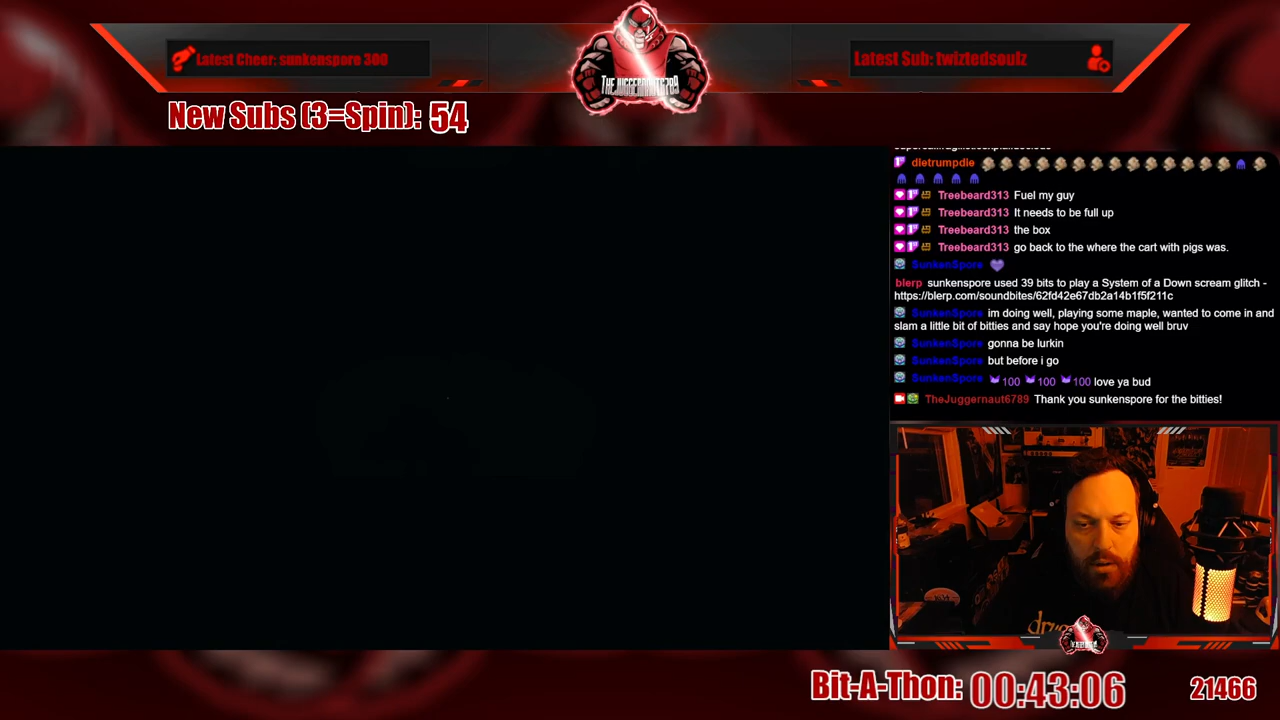 Latest Cheer: sunkenspore 300
THEJUGGERNAUT6789
Latest Sub: twiztedsoulz
New Subs (3=Spin): 54
dietrumpdie
Treebeard313 Fuel my guy
Treebeard313 It needs to be full up
Treebeard313 the box
Treebeard313 go back to the where the cart with pigs was.
SunkenSpore
blerp sunkenspore used 39 bits to play a System of a Down scream glitch -
https://blerp.com/soundbites/62fd42e67db2a14b1f5f211c
SunkenSpore im doing well, playing some maple, wanted to come in and
slam a little bit of bitties and say hope you're doing well bruv
SunkenSpore gonna be lurkin
SunkenSpore but before i go
SunkenSpore 100 100 100 love ya bud
TheJuggernaut6789 Thank you sunkenspore for the bitties!
Bit-A-Thon: 00:43:06
21466